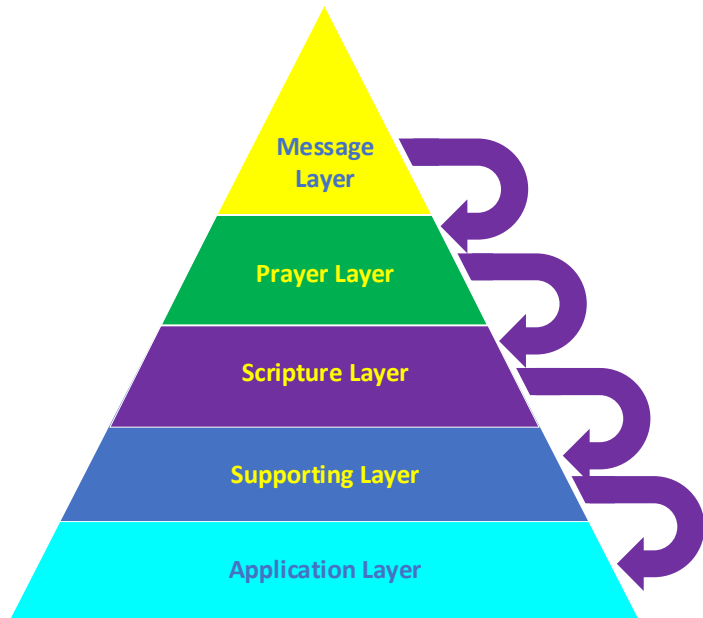 Message
Layer
Prayer Layer
Scripture Layer
Supporting Layer
Application Layer